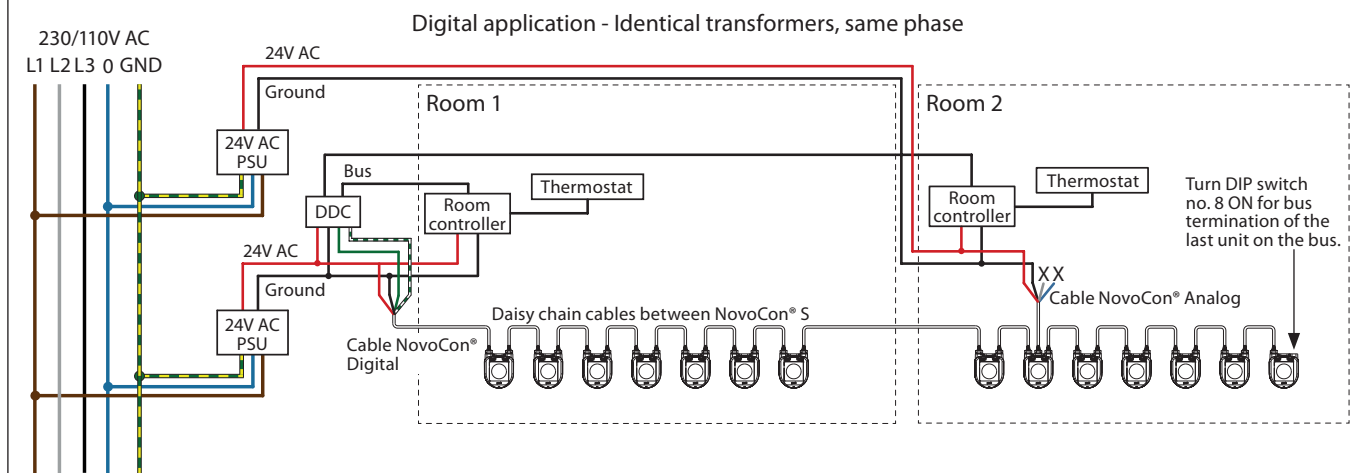 Digital application - Identical transformers, same phase
230/110V AC
L1 L2 L3 0 GND
24V AC
Ground
Room 1
Room 2
24V AC
PSU
Bus
Thermostat
Thermostat
DDC
Room
controller
Room
controller
Turn DIP switch
no. 8 ON for bus
termination of the
last unit on the bus.
24V AC
Ground
X X
Cable NovoCon® Analog
Daisy chain cables between NovoCon® S
24V AC
PSU
Cable NovoCon®
Digital